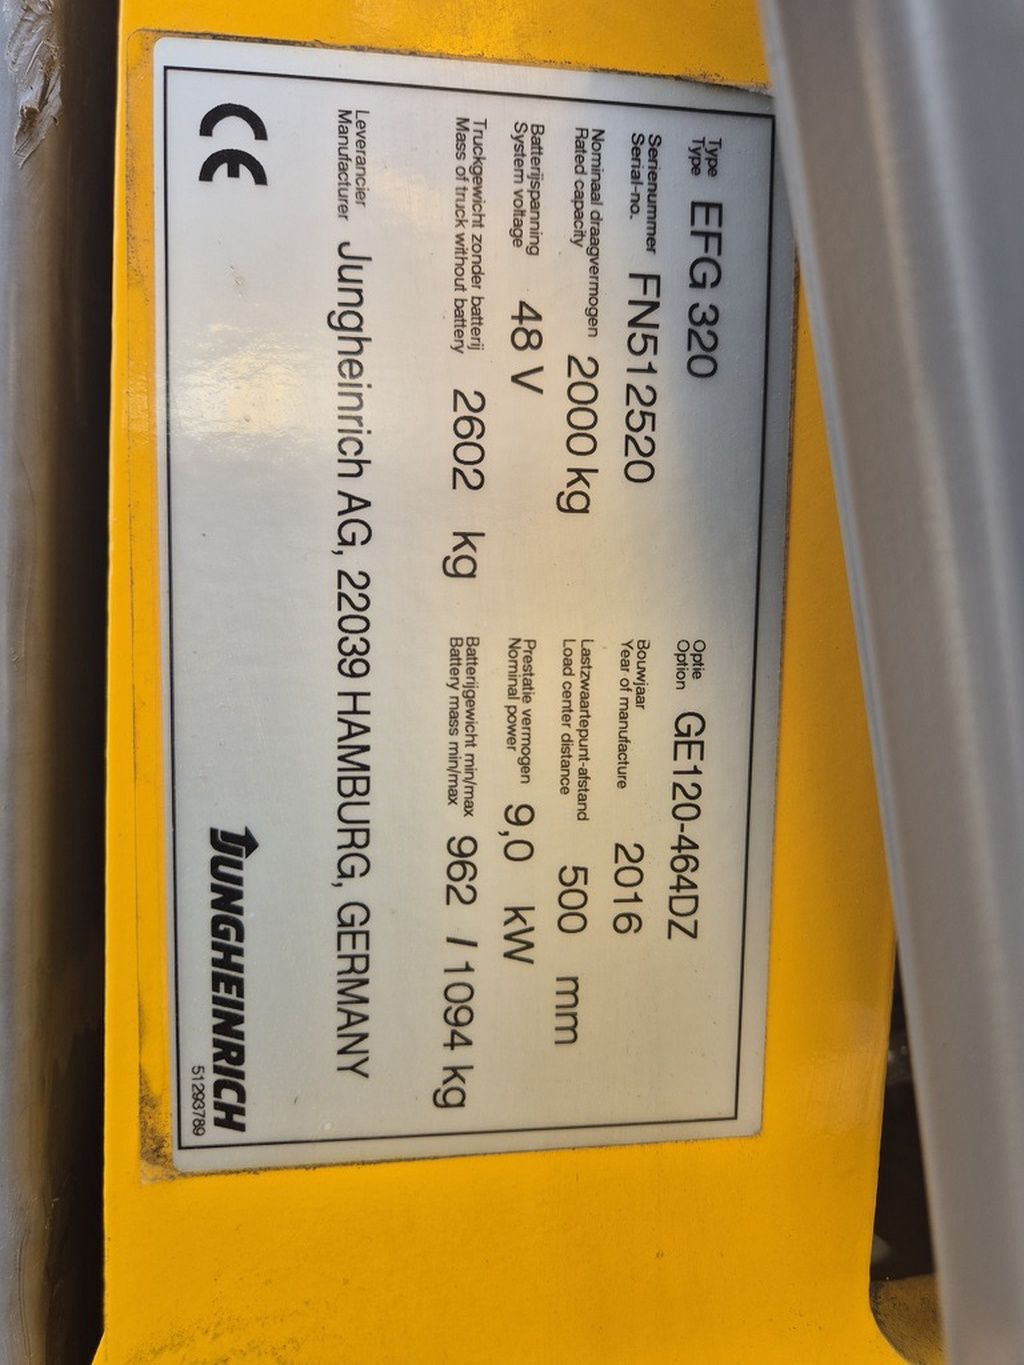 Type
Type EFG 320
Optie
Option GE120-464DZ
Serienummer
Serial-no. FN512520
Bouwjaar
Year of manufacture 2016
Nominaal draagvermogen
Rated capacity 2000 kg
Lastzwaartepunt-afstand
Load center distance 500 mm
Batterijspanning
System voltage 48 V
Prestatie vermogen
Nominal power 9,0 kW
Truckgewicht zonder batterij
Mass of truck without battery 2602 kg
Batterijgewicht min/max
Battery mass min/max 962 / 1094 kg
Leverancier
Manufacturer Jungheinrich AG, 22039 HAMBURG, GERMANY
CE
JUNGHEINRICH
51293789